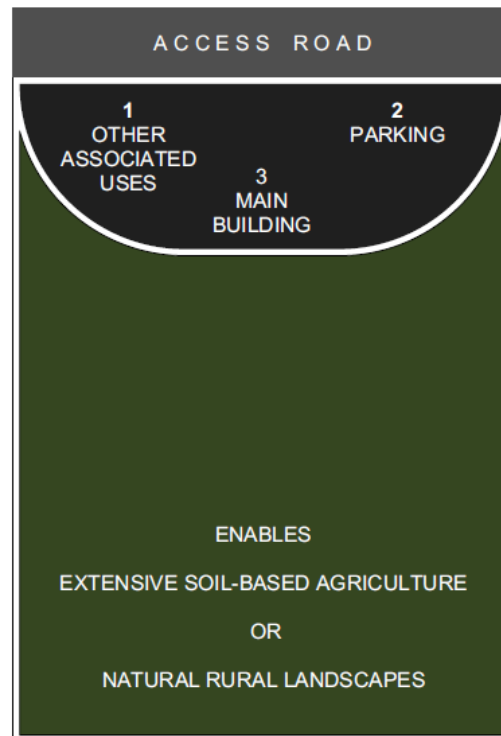 ACCESS ROAD
1
OTHER
ASSOCIATED
USES
2
PARKING
3
MAIN
BUILDING
ENABLES
EXTENSIVE SOIL-BASED AGRICULTURE
OR
NATURAL RURAL LANDSCAPES